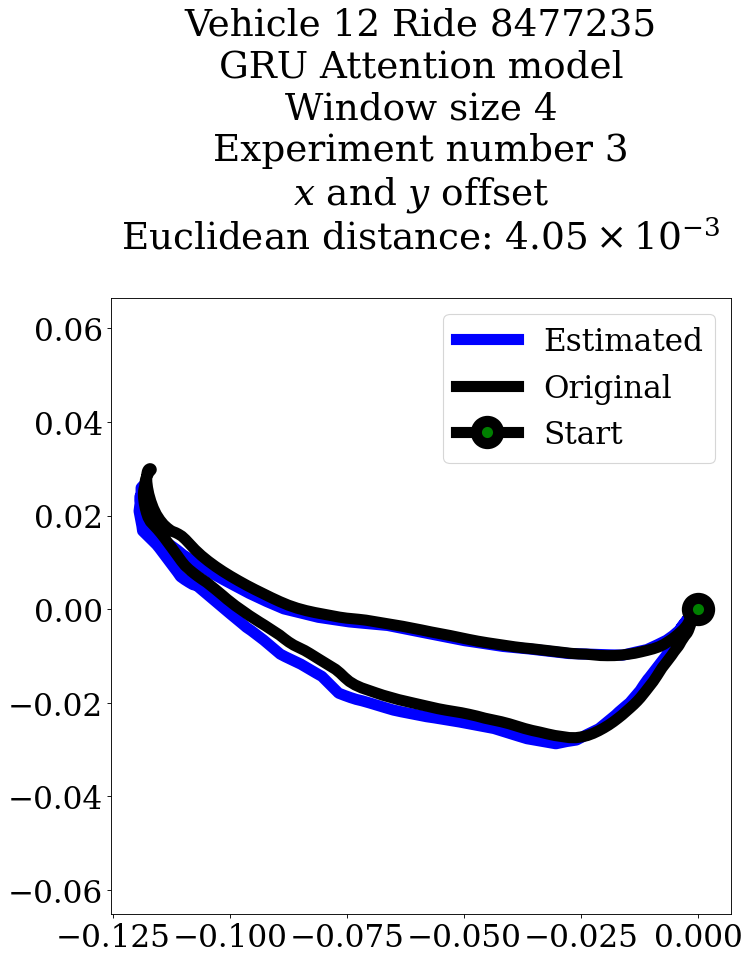 Vehicle 12 Ride 8477235
GRU Attention model
Window size 4
Experiment number 3
x and y offset
Euclidean distance: 4.05 × 10⁻³
Estimated
Original
Start
0.06
0.04
0.02
0.00
−0.02
−0.04
−0.06
−0.125 −0.100 −0.075 −0.050 −0.025 0.000